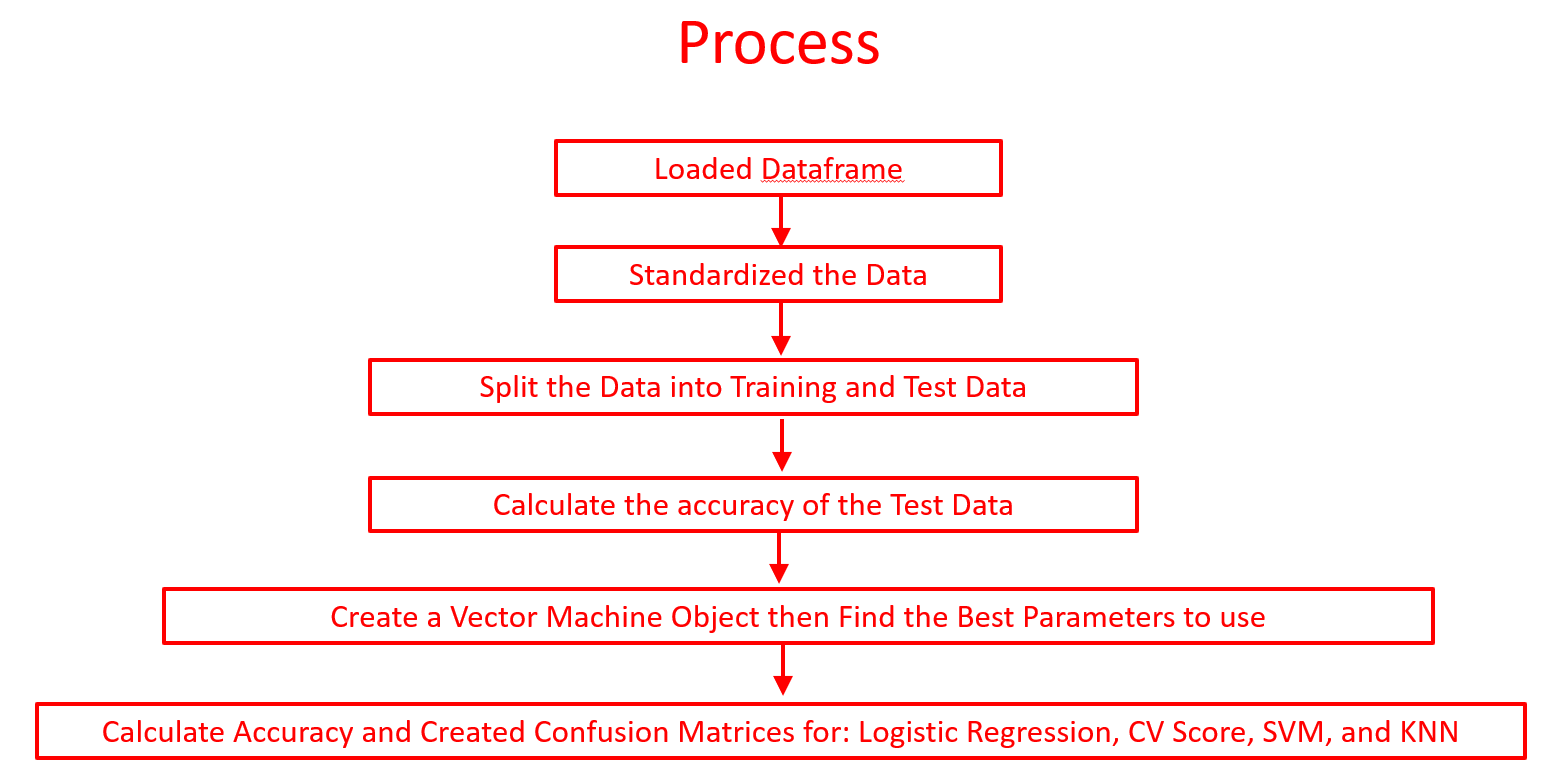 Process
Loaded Dataframe
Standardized the Data
Split the Data into Training and Test Data
Calculate the accuracy of the Test Data
Create a Vector Machine Object then Find the Best Parameters to use
Calculate Accuracy and Created Confusion Matrices for: Logistic Regression, CV Score, SVM, and KNN